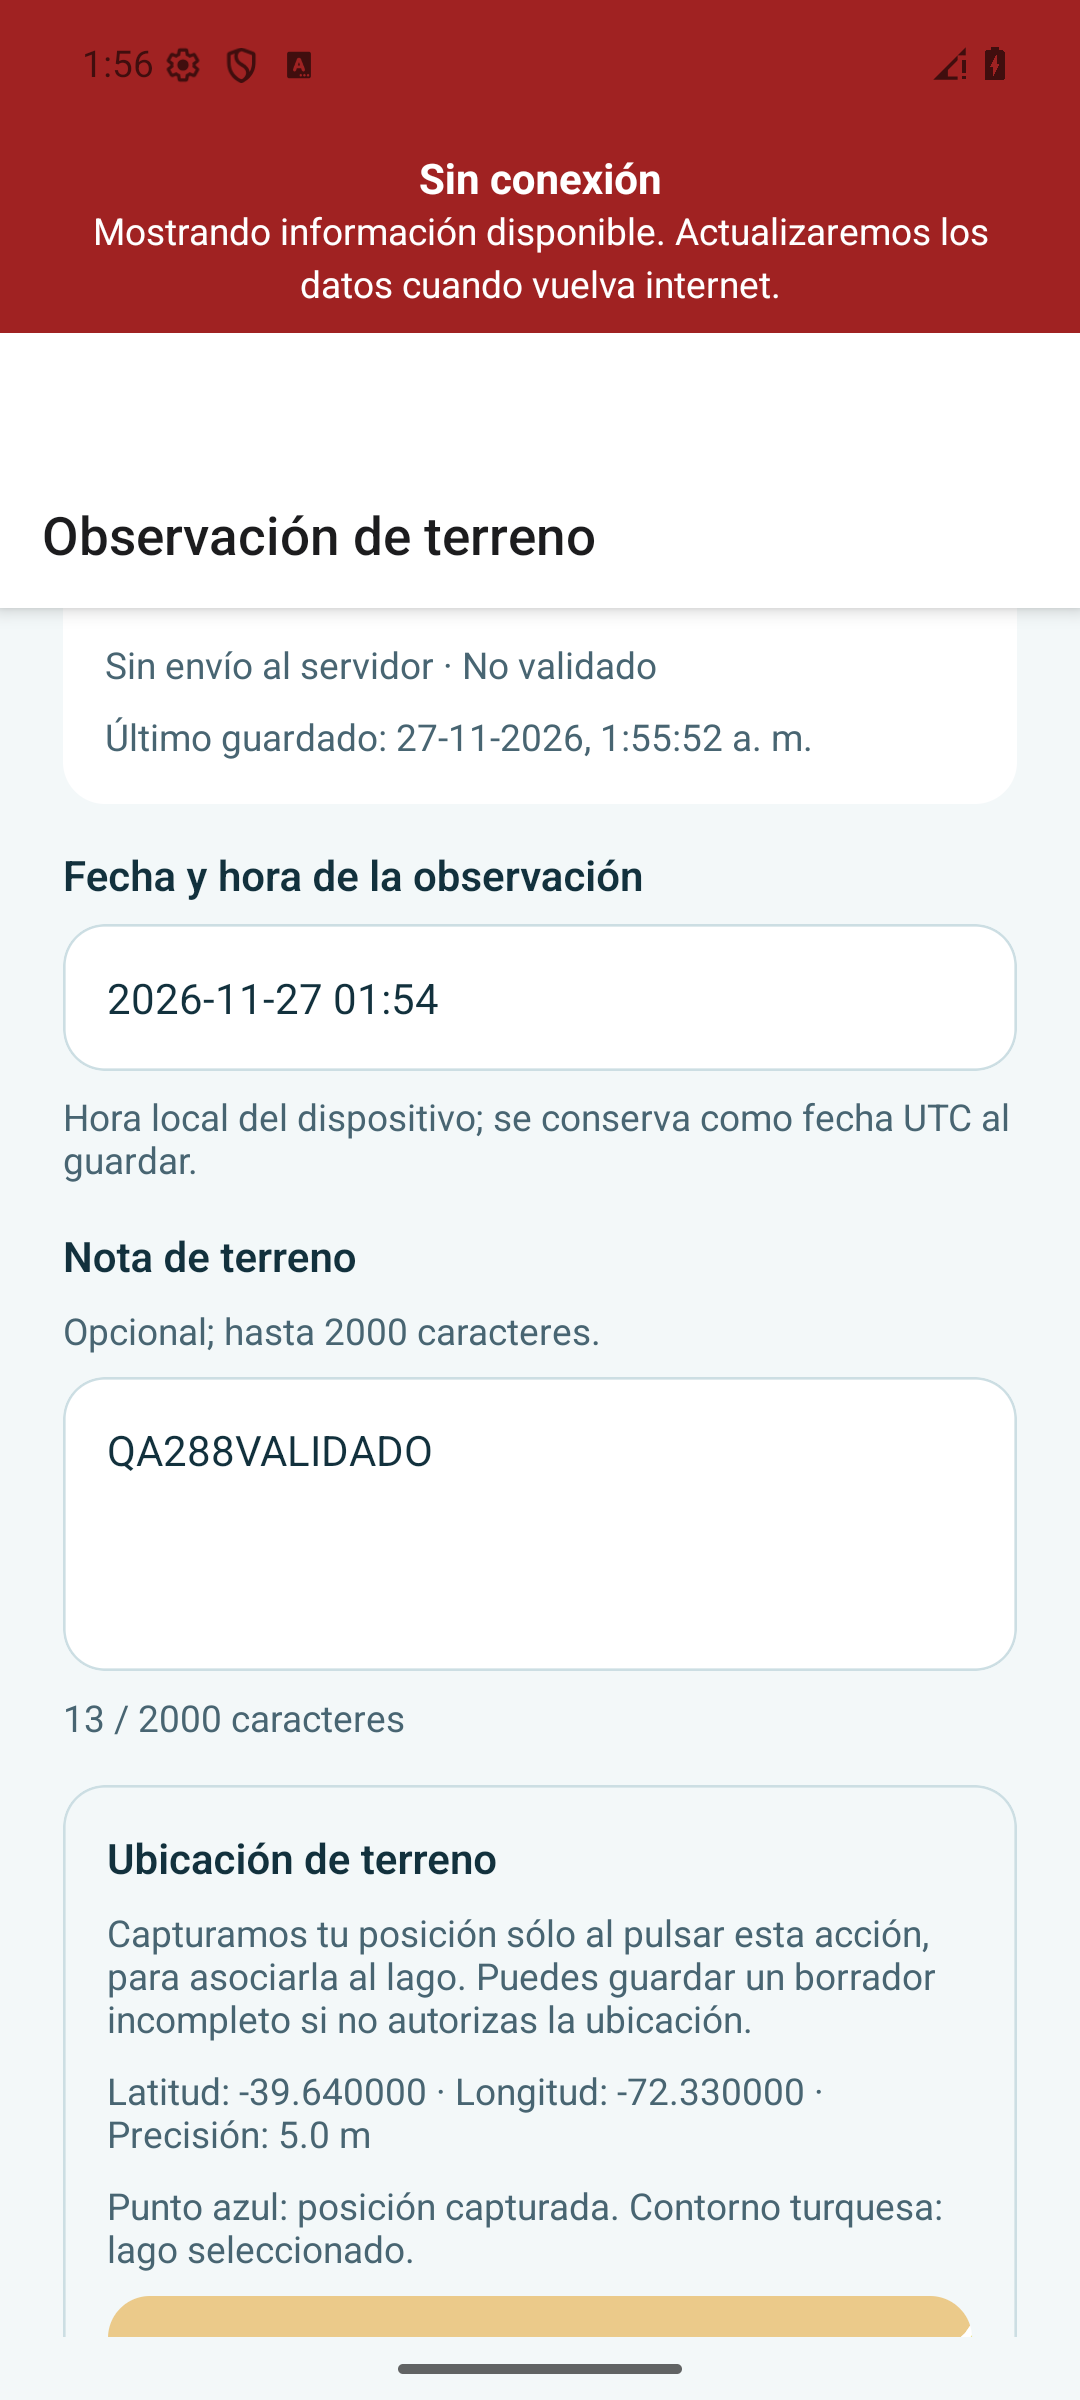 1:56
Sin conexión
Mostrando información disponible. Actualizaremos los
datos cuando vuelva internet.
Observación de terreno
Sin envío al servidor · No validado
Último guardado: 27-11-2026, 1:55:52 a. m.
Fecha y hora de la observación
2026-11-27 01:54
Hora local del dispositivo; se conserva como fecha UTC al
guardar.
Nota de terreno
Opcional; hasta 2000 caracteres.
QA288VALIDADO
13 / 2000 caracteres
Ubicación de terreno
Capturamos tu posición sólo al pulsar esta acción,
para asociarla al lago. Puedes guardar un borrador
incompleto si no autorizas la ubicación.
Latitud: -39.640000 · Longitud: -72.330000 ·
Precisión: 5.0 m
Punto azul: posición capturada. Contorno turquesa:
lago seleccionado.